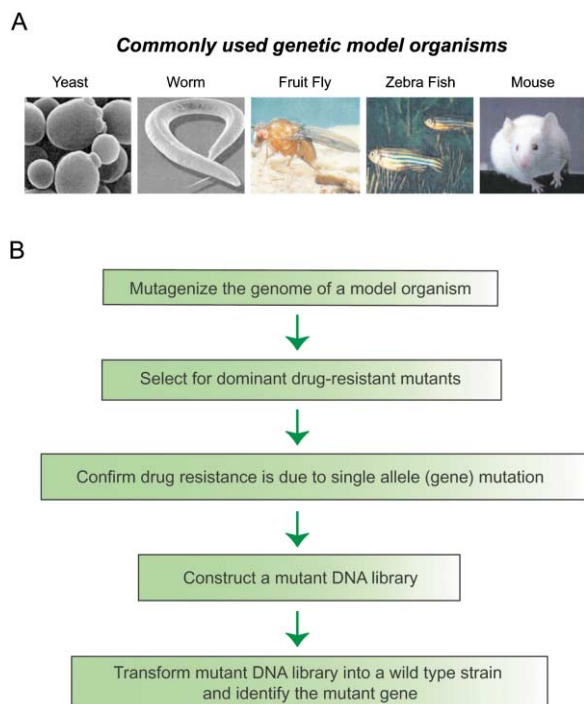 A
Commonly used genetic model organisms
Yeast
Worm
Fruit Fly
Zebra Fish
Mouse
B
Mutagenize the genome of a model organism
Select for dominant drug-resistant mutants
Confirm drug resistance is due to single allele (gene) mutation
Construct a mutant DNA library
Transform mutant DNA library into a wild type strain
and identify the mutant gene